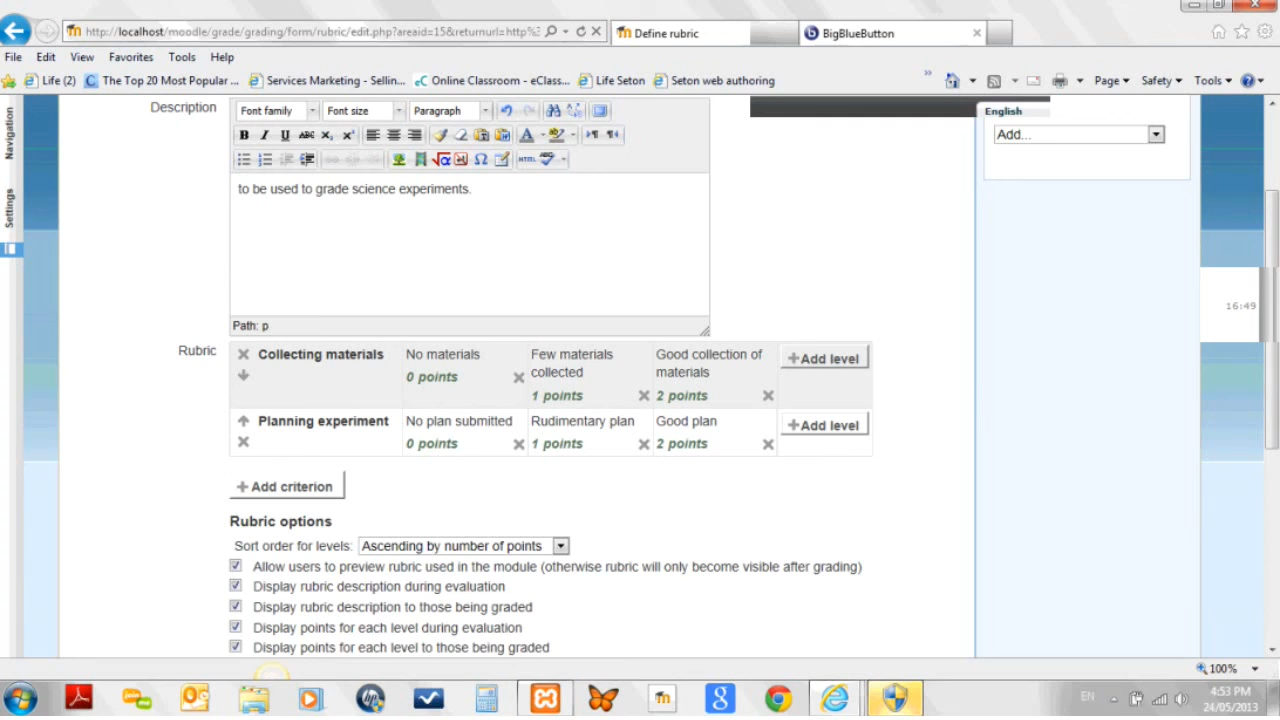 http://localhost/moodle/grade/grading/form/rubric/edit.php?areaid=15&returnurl=http%3
Define rubric
BigBlueButton
File Edit View Favorites Tools Help
Life (2) The Top 20 Most Popular ... Services Marketing - Sellin... Online Classroom - eClass... Life Seton Seton web authoring
Page Safety Tools
Navigation
Settings
Description
Font family Font size Paragraph
B I U ABC X₂ X²
HTML
to be used to grade science experiments.
Path: p
English
Add...
16:49
Rubric
Collecting materials No materials Few materials Good collection of Add level
collected materials
0 points
1 points 2 points
Planning experiment No plan submitted Rudimentary plan Good plan Add level
0 points 1 points 2 points
Add criterion
Rubric options
Sort order for levels: Ascending by number of points
Allow users to preview rubric used in the module (otherwise rubric will only become visible after grading)
Display rubric description during evaluation
Display rubric description to those being graded
Display points for each level during evaluation
Display points for each level to those being graded
100%
EN
4:53 PM
24/05/2013